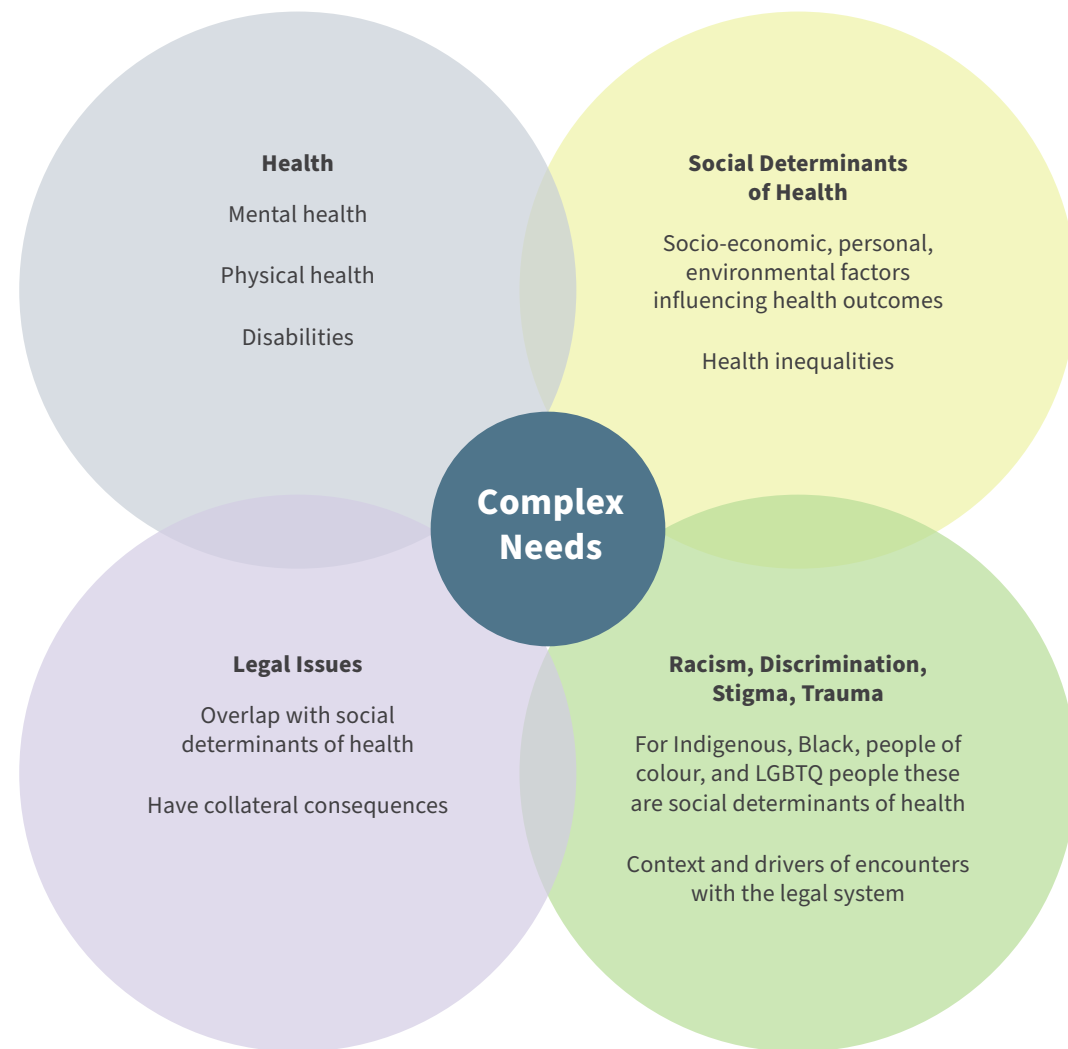 Health
Mental health
Physical health
Disabilities
Social Determinants
of Health
Socio-economic, personal,
environmental factors
influencing health outcomes
Health inequalities
Complex
Needs
Legal Issues
Overlap with social
determinants of health
Have collateral consequences
Racism, Discrimination,
Stigma, Trauma
For Indigenous, Black, people of
colour, and LGBTQ people these
are social determinants of health
Context and drivers of encounters
with the legal system